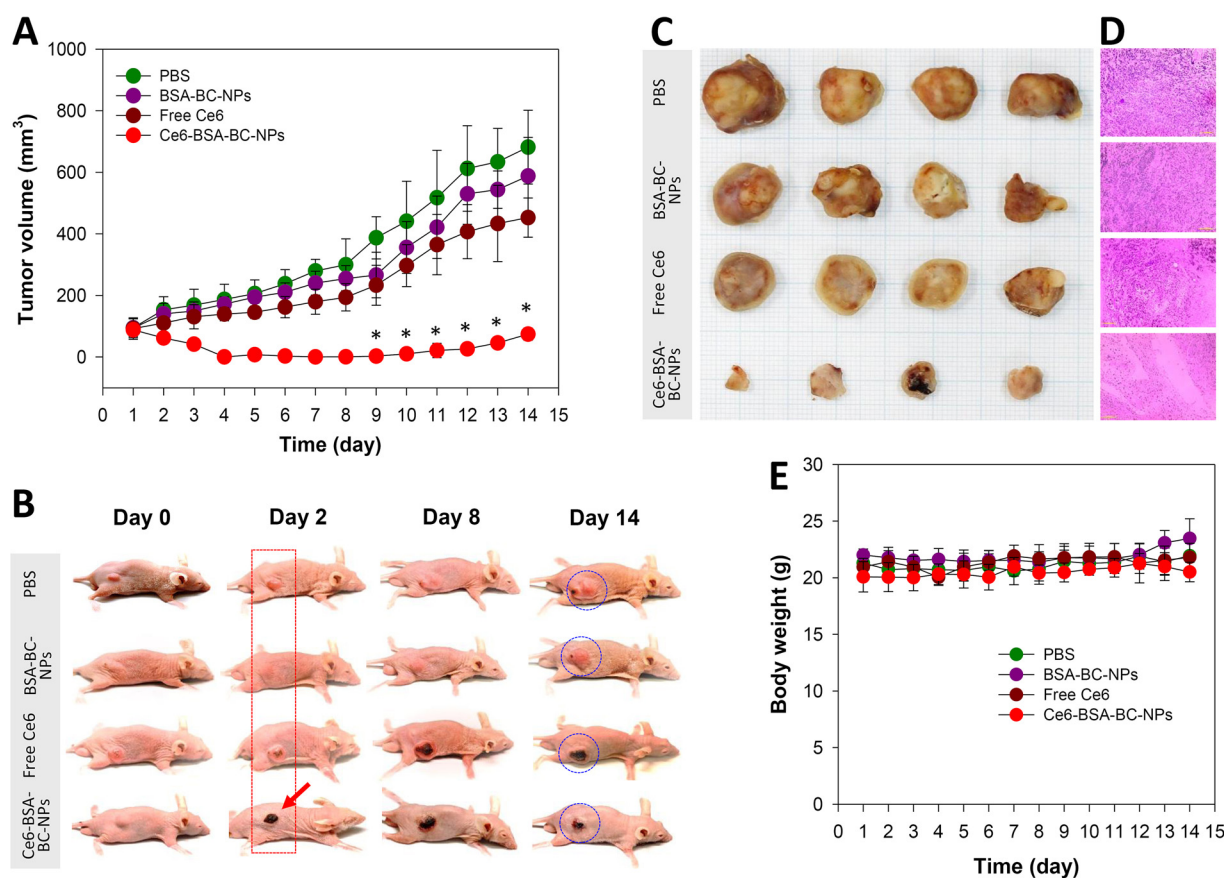 A
Tumor volume (mm³)
1000
800
600
400
200
0
PBS
BSA-BC-NPs
Free Ce6
Ce6-BSA-BC-NPs
* * * * * *
0 1 2 3 4 5 6 7 8 9 10 11 12 13 14 15
Time (day)
B
Day 0 Day 2 Day 8 Day 14
PBS
BSA-BC-
NPs
Free Ce6
Ce6-BSA-
BC-NPs
C
PBS
BSA-BC-
NPs
Free Ce6
Ce6-BSA-
BC-NPs
D
E
Body weight (g)
30
25
20
15
10
5
0
PBS
BSA-BC-NPs
Free Ce6
Ce6-BSA-BC-NPs
0 1 2 3 4 5 6 7 8 9 10 11 12 13 14 15
Time (day)